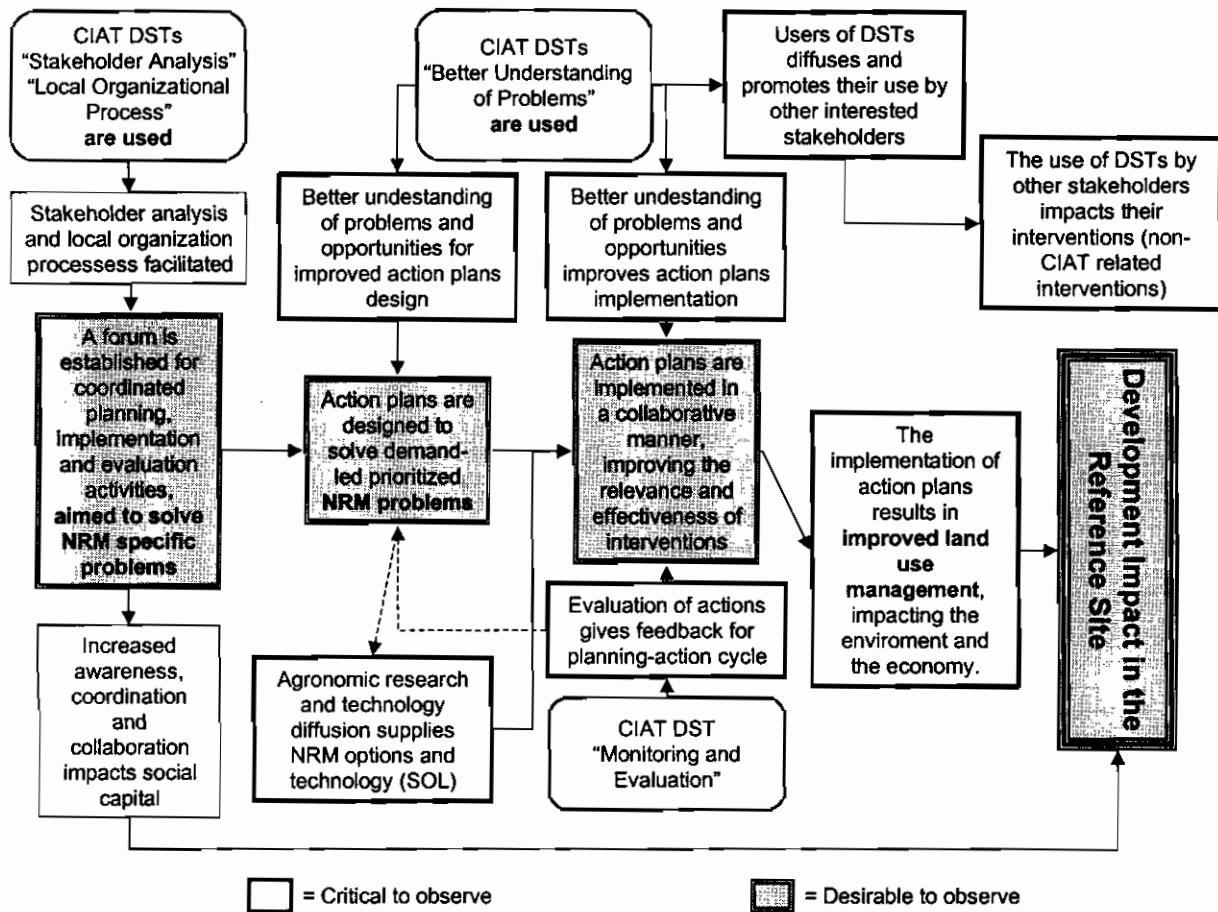 CIAT DSTs
“Stakeholder Analysis”
“Local Organizational
Process”
are used
CIAT DSTs
“Better Understanding
of Problems”
are used
Users of DSTs
diffuses and
promotes their use by
other interested
stakeholders
The use of DSTs by
other stakeholders
impacts their
interventions (non-
CIAT related
interventions)
Stakeholder analysis
and local organization
processess facilitated
Better undestanding
of problems and
opportunities for
improved action plans
design
Better understanding
of problems and
opportunities
improves action plans
implementation
A forum is
established for
coordinated
planning,
implementation
and evaluation
activities,
aimed to solve
NRM specific
problems
Action plans are
designed to
solve demand-
led prioritized
NRM problems
Action plans are
implemented in
a collaborative
manner,
improving the
relevance and
effectiveness of
interventions
The
implementation of
action plans
results in
improved land
use
management,
impacting the
enviroment and
the economy.
Development Impact in the
Reference Site
Increased
awareness,
coordination
and
collaboration
impacts social
capital
Agronomic research
and technology
diffusion supplies
NRM options and
technology (SOL)
Evaluation of actions
gives feedback for
planning-action cycle
CIAT DST
“Monitoring and
Evaluation”
= Critical to observe
= Desirable to observe